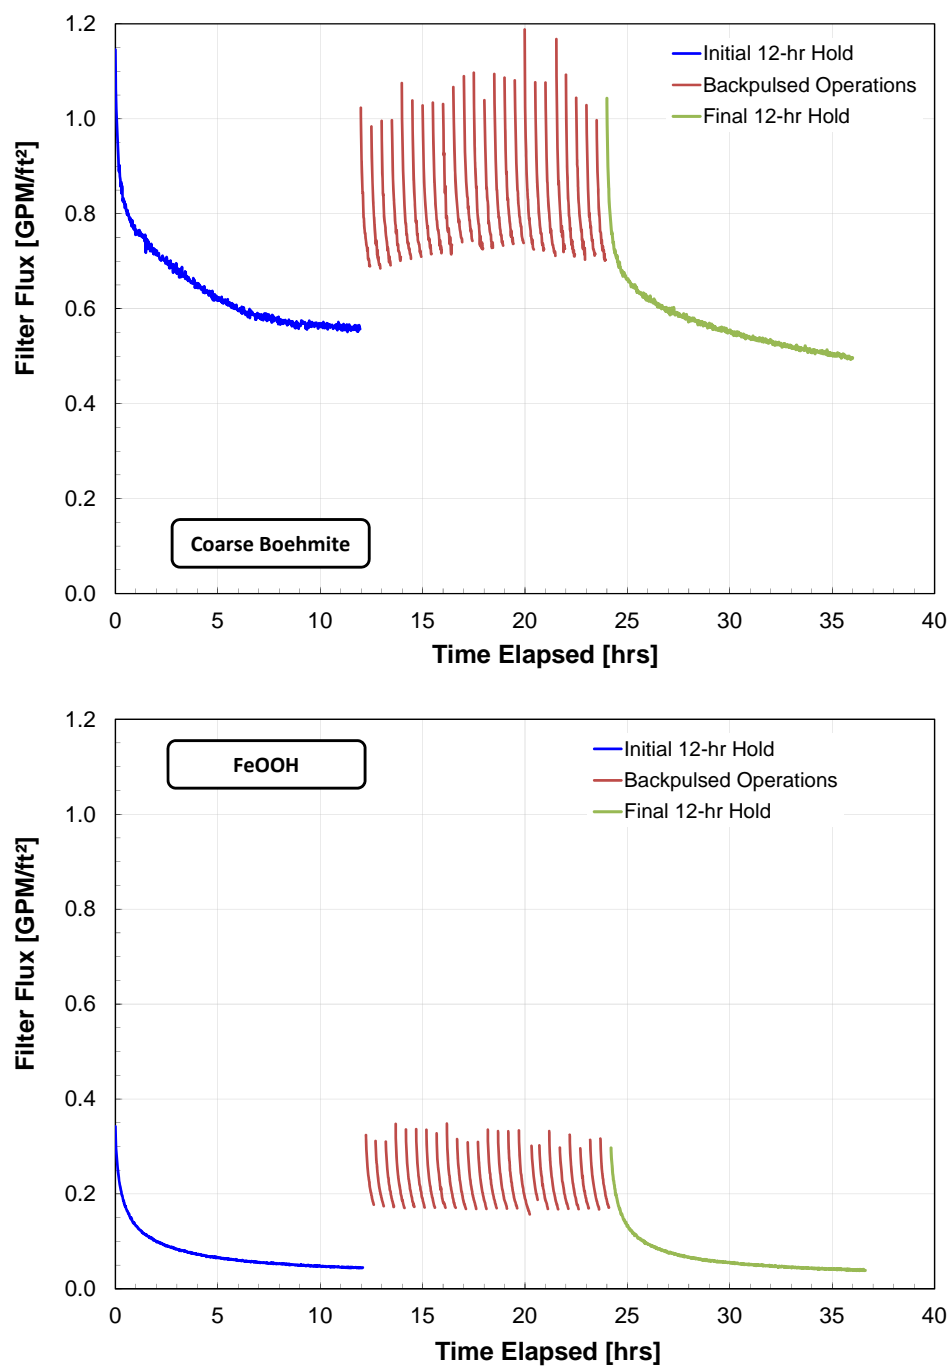 1.2
1.0
0.8
0.6
0.4
0.2
0.0
Filter Flux [GPM/ft²]
Initial 12-hr Hold
Backpulsed Operations
Final 12-hr Hold
Coarse Boehmite
0 5 10 15 20 25 30 35 40
Time Elapsed [hrs]
1.2
1.0
0.8
0.6
0.4
0.2
0.0
Filter Flux [GPM/ft²]
FeOOH
Initial 12-hr Hold
Backpulsed Operations
Final 12-hr Hold
0 5 10 15 20 25 30 35 40
Time Elapsed [hrs]